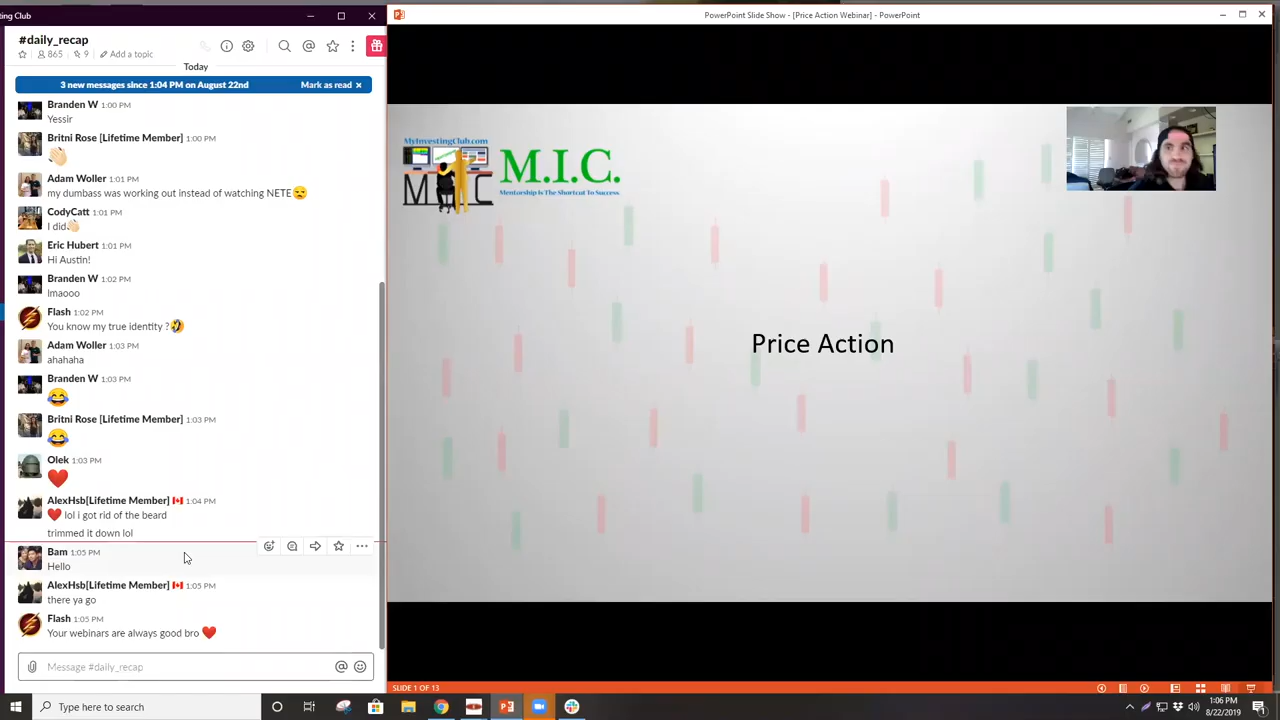 sting Club
#daily_recap
865 9 Add a topic
Today
3 new messages since 1:04 PM on August 22nd Mark as read
Branden W 1:00 PM
Yessir
Britni Rose [Lifetime Member] 1:00 PM
Adam Woller 1:01 PM
my dumbass was working out instead of watching NETE😒
CodyCatt 1:01 PM
I did👏🏻
Eric Hubert 1:01 PM
Hi Austin!
Branden W 1:02 PM
lmaooo
Flash 1:02 PM
You know my true identity ?🤣
Adam Woller 1:03 PM
ahahaha
Branden W 1:03 PM
Britni Rose [Lifetime Member] 1:03 PM
Olek 1:03 PM
AlexHsb[Lifetime Member] 1:04 PM
❤️ lol i got rid of the beard
trimmed it down lol
Bam 1:05 PM
Hello
AlexHsb[Lifetime Member] 1:05 PM
there ya go
Flash 1:05 PM
Your webinars are always good bro ❤️
Message #daily_recap
PowerPoint Slide Show - [Price Action Webinar] - PowerPoint
MyInvestingClub.com
MIC
M.I.C.
Mentorship Is The Shortcut To Success.
Price Action
SLIDE 1 OF 13
Type here to search
1:06 PM
8/22/2019